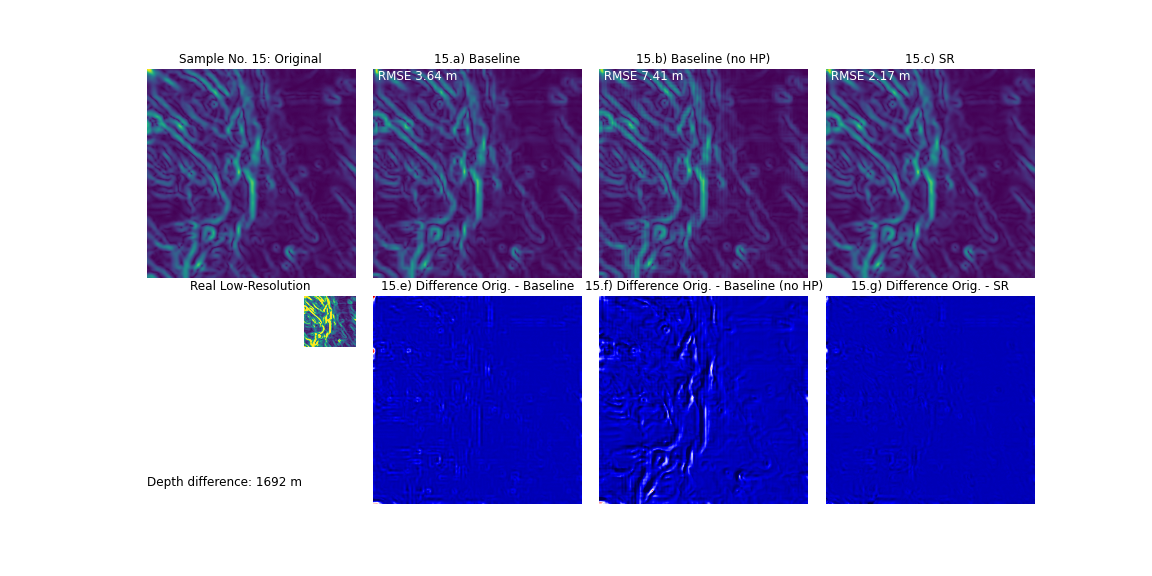 Sample No. 15: Original
15.a) Baseline
15.b) Baseline (no HP)
15.c) SR
RMSE 3.64 m
RMSE 7.41 m
RMSE 2.17 m
Real Low-Resolution
15.e) Difference Orig. - Baseline
15.f) Difference Orig. - Baseline (no HP)
15.g) Difference Orig. - SR
Depth difference: 1692 m